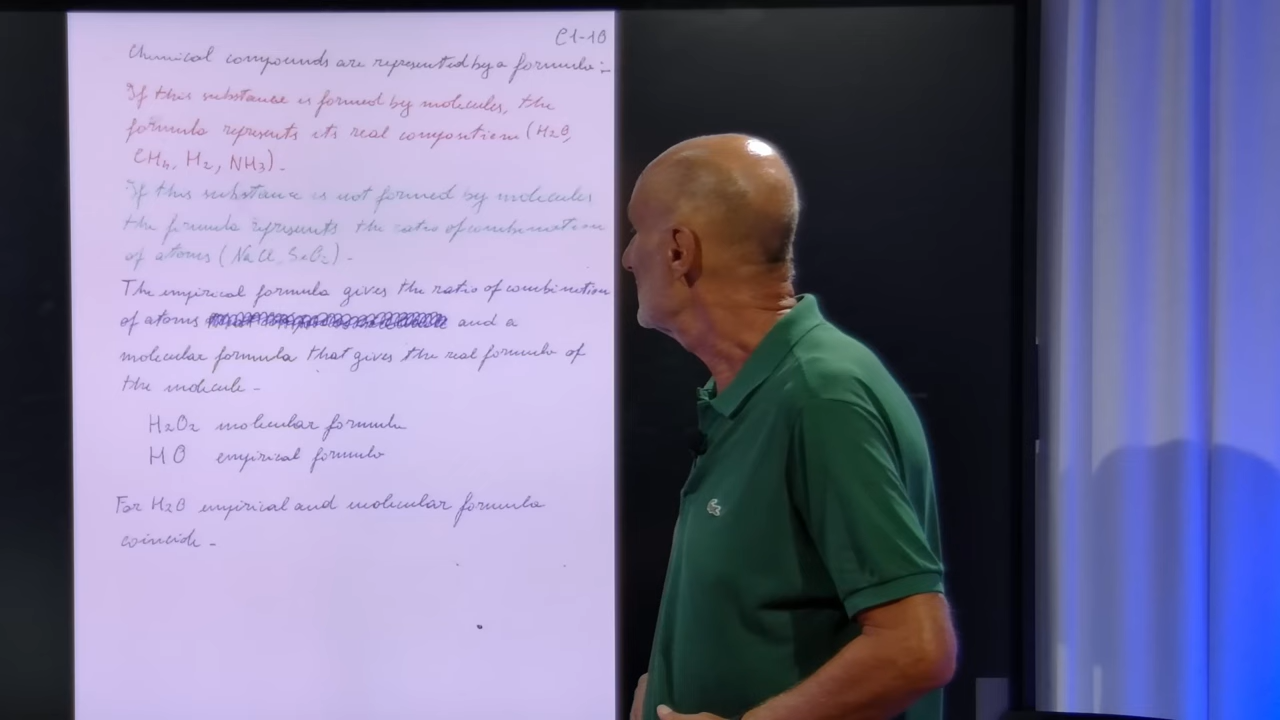 C1-10
Chemical compounds are represented by a formula:-
If this substance is formed by molecules, the
formula represents its real composition (H2O,
CH4, H2, NH3).
If this substance is not formed by molecules
the formula represents the ratio of combination
of atoms (NaCl, SiO2).
The empirical formula gives the ratio of combination
of atoms and a
molecular formula that gives the real formula of
the molecule.
H2O2 molecular formula
HO empirical formula
For H2O empirical and molecular formula
coincide.